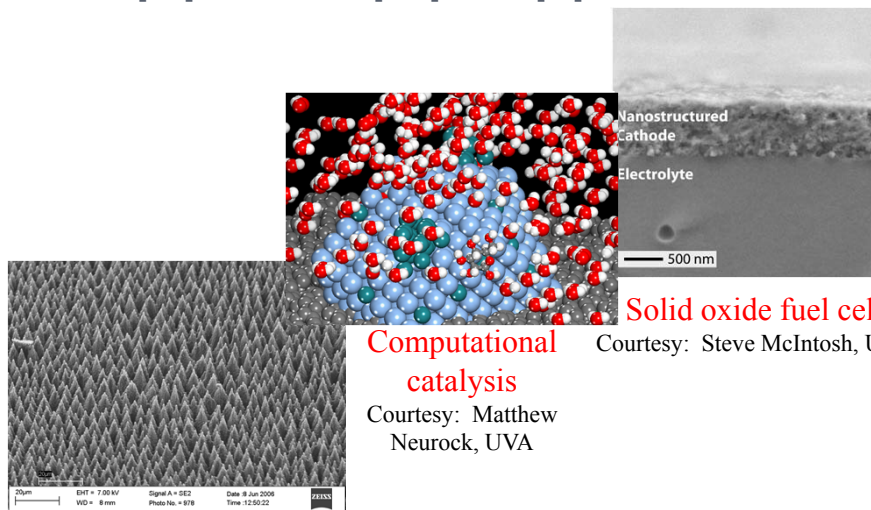 Nanostructured
Cathode
Electrolyte
500 nm
Solid oxide fuel cel
Courtesy: Steve McIntosh, U
Computational
catalysis
Courtesy: Matthew
Neurock, UVA
20µm
20µm
EHT = 7.00 kV
WD = 8 mm
Signal A = SE2
Photo No. = 978
Date :8 Jun 2006
Time :12:50:22
ZEISS